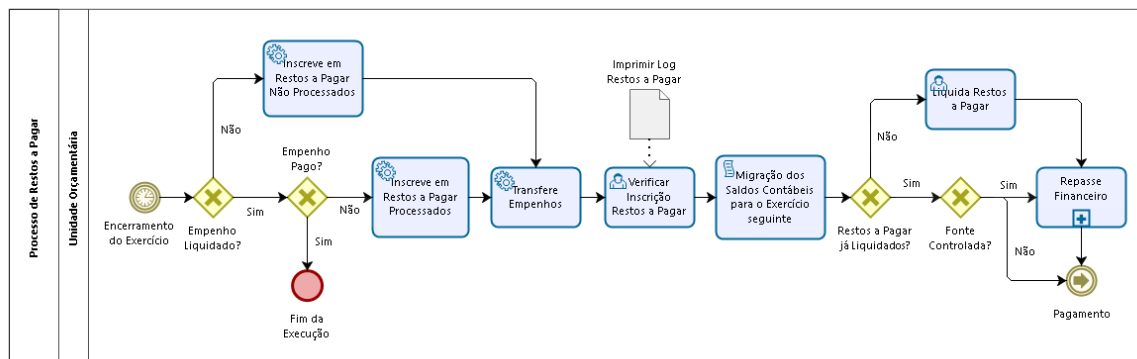 Processo de Restos a Pagar
Unidade Orçamentária
Encerramento
do Exercício
Empenho
Liquidado?
Não
Sim
Inscreve em
Restos a Pagar
Não Processados
Empenho
Pago?
Não
Sim
Fim da
Execução
Inscreve em
Restos a Pagar
Processados
Transfere
Empenhos
Imprimir Log
Restos a Pagar
Verificar
Inscrição
Restos a Pagar
Migração dos
Saldos Contábeis
para o Exercício
seguinte
Restos a Pagar
já Liquidados?
Não
Sim
Liquida Restos
a Pagar
Fonte
Controlada?
Sim
Não
Repasse
Financeiro
Pagamento